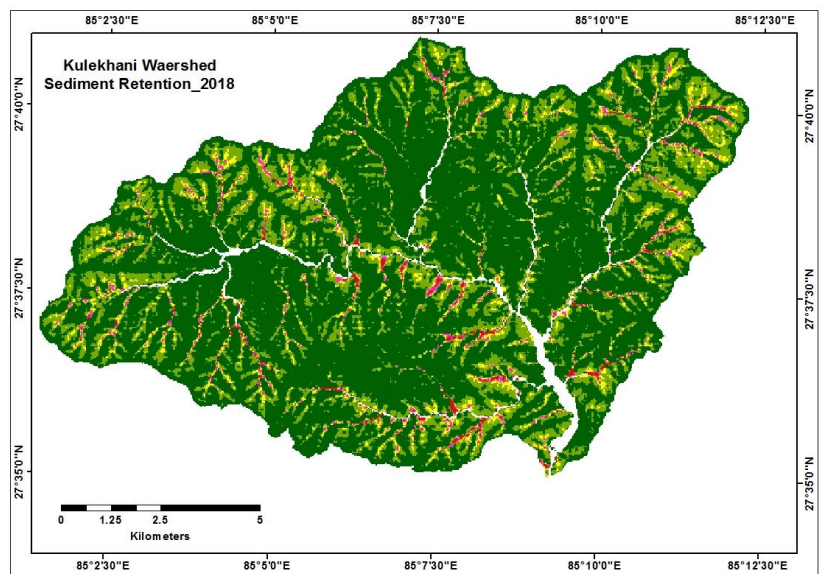 85°2'30"E 85°5'0"E 85°7'30"E 85°10'0"E 85°12'30"E
Kulekhani Waershed
Sediment Retention_2018
27°40'0"N 27°40'0"N
27°37'30"N 27°37'30"N
27°35'0"N 27°35'0"N
0 1.25 2.5 5
Kilometers
85°2'30"E 85°5'0"E 85°7'30"E 85°10'0"E 85°12'30"E